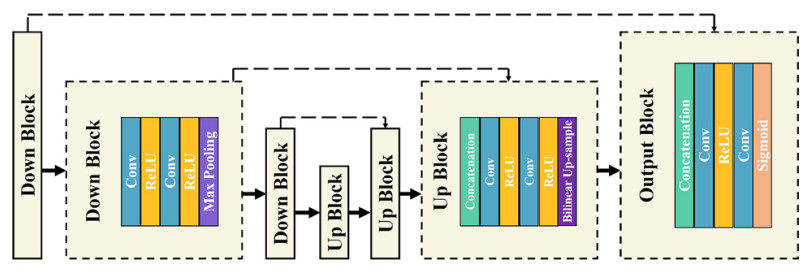 Down Block
Down Block
Conv
ReLU
Conv
ReLU
Max Pooling
Down Block
Up Block
Up Block
Up Block
Concatenation
Conv
ReLU
Conv
ReLU
Bilinear Up-sample
Output Block
Concatenation
Conv
ReLU
Conv
Sigmoid